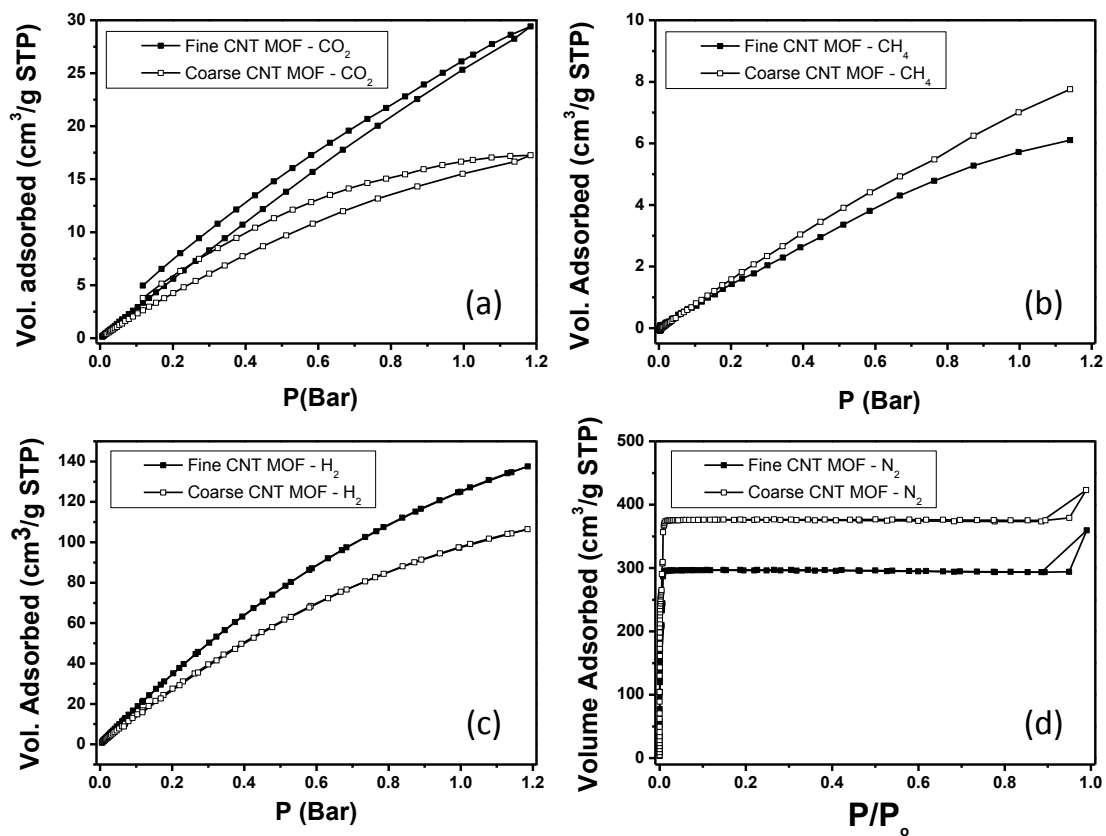 30
25
20
15
10
5
0
Vol. adsorbed (cm³/g STP)
Fine CNT MOF - CO₂
Coarse CNT MOF - CO₂
(a)
0.0 0.2 0.4 0.6 0.8 1.0 1.2
P(Bar)
10
8
6
4
2
0
Vol. Adsorbed (cm³/g STP)
Fine CNT MOF - CH₄
Coarse CNT MOF - CH₄
(b)
0.0 0.2 0.4 0.6 0.8 1.0 1.2
P (Bar)
140
120
100
80
60
40
20
0
Vol. Adsorbed (cm³/g STP)
Fine CNT MOF - H₂
Coarse CNT MOF - H₂
(c)
0.0 0.2 0.4 0.6 0.8 1.0 1.2
P (Bar)
500
400
300
200
100
0
Volume Adsorbed (cm³/g STP)
Fine CNT MOF - N₂
Coarse CNT MOF - N₂
(d)
0.0 0.2 0.4 0.6 0.8 1.0
P/Pₒ